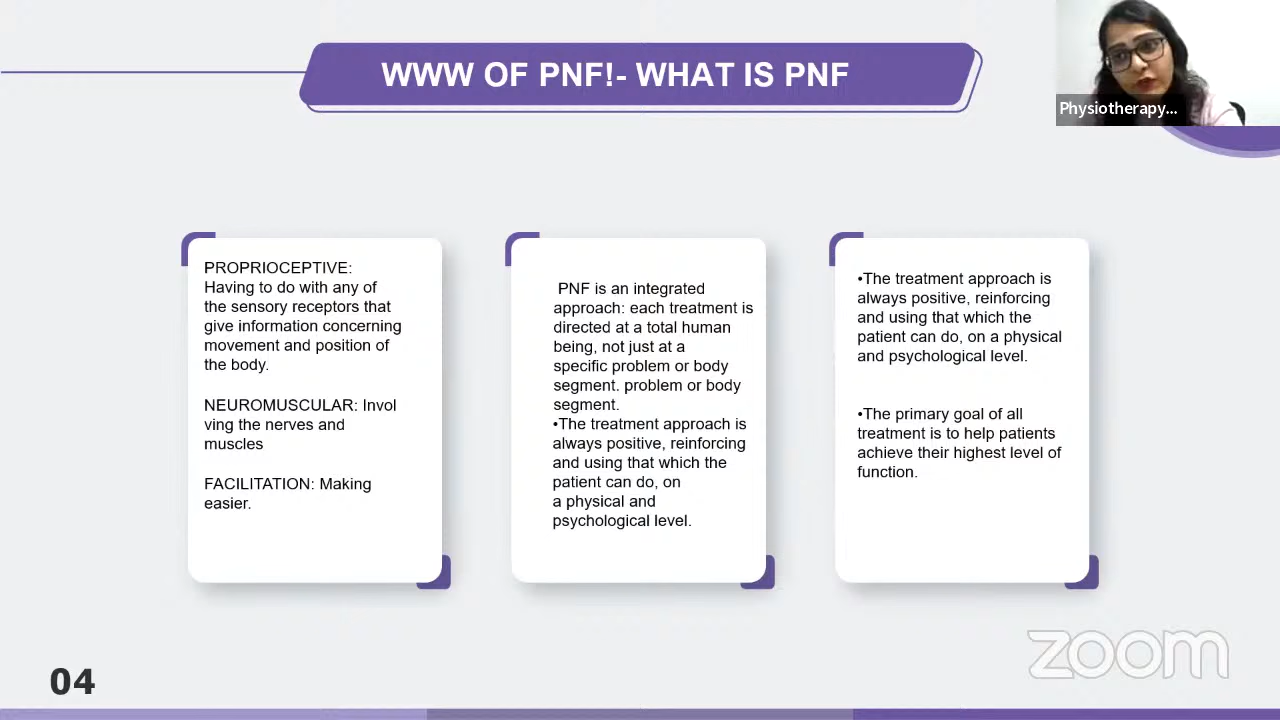 WWW OF PNF!- WHAT IS PNF
Physiotherapy...
PROPRIOCEPTIVE:
Having to do with any of
the sensory receptors that
give information concerning
movement and position of
the body.
NEUROMUSCULAR: Invol
ving the nerves and
muscles
FACILITATION: Making
easier.
PNF is an integrated
approach: each treatment is
directed at a total human
being, not just at a
specific problem or body
segment. problem or body
segment.
•The treatment approach is
always positive, reinforcing
and using that which the
patient can do, on
a physical and
psychological level.
•The treatment approach is
always positive, reinforcing
and using that which the
patient can do, on a physical
and psychological level.
•The primary goal of all
treatment is to help patients
achieve their highest level of
function.
zoom
04